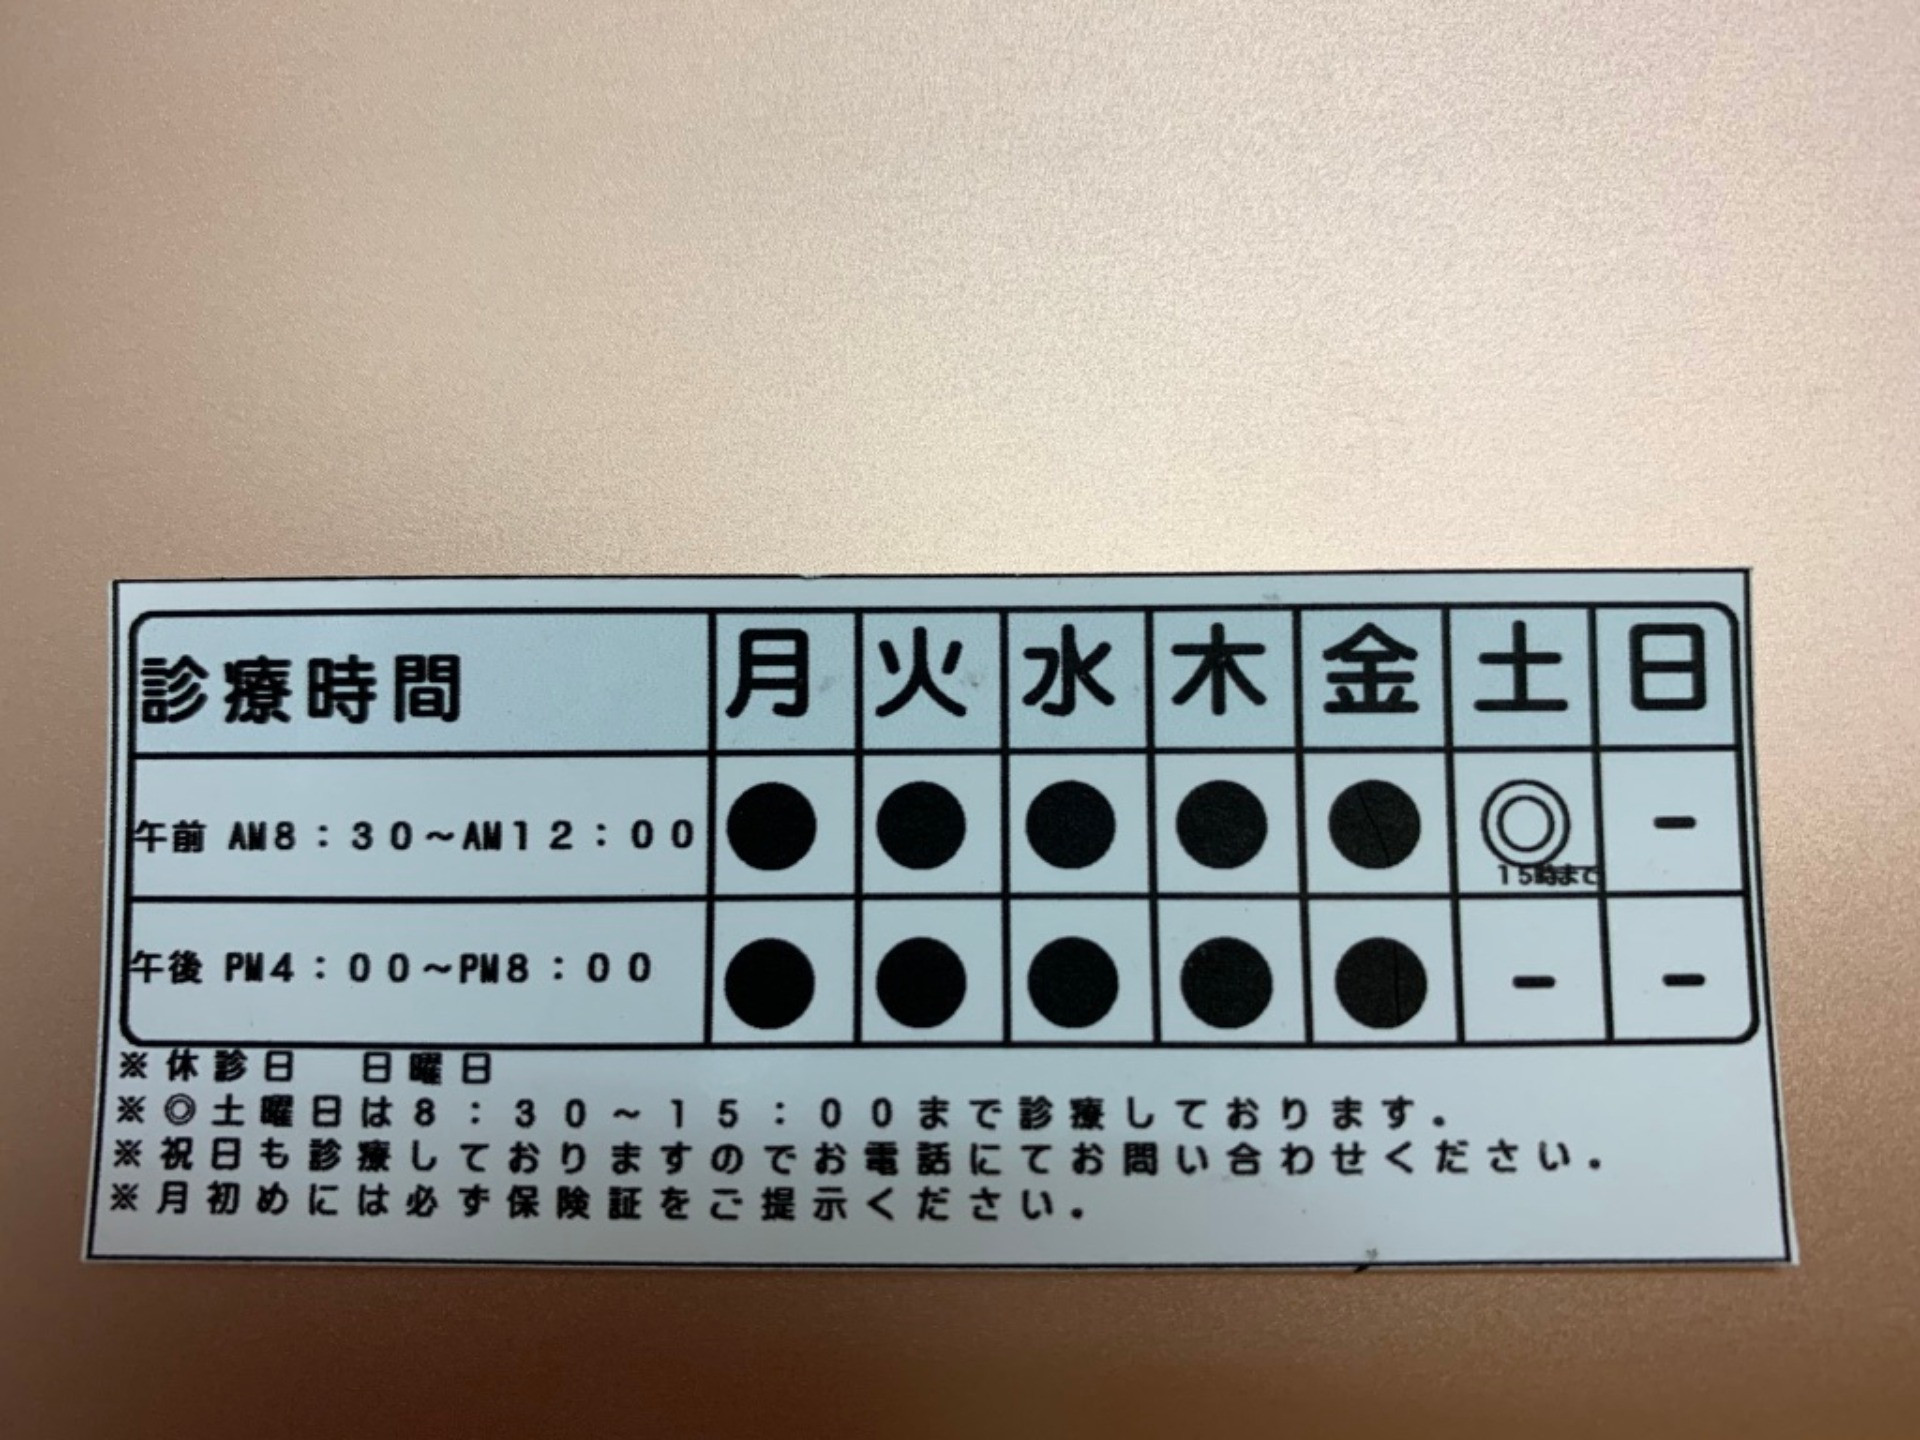 診療時間 月 火 水 木 金 土 日
午前 AM8：30～AM12：00 ● ● ● ● ● ◎ －
15時まで
午後 PM4：00～PM8：00 ● ● ● ● ● － －
※休診日　日曜日
※◎土曜日は8：30～15：00まで診療しております．
※祝日も診療しておりますのでお電話にてお問い合わせください．
※月初めには必ず保険証をご提示ください．